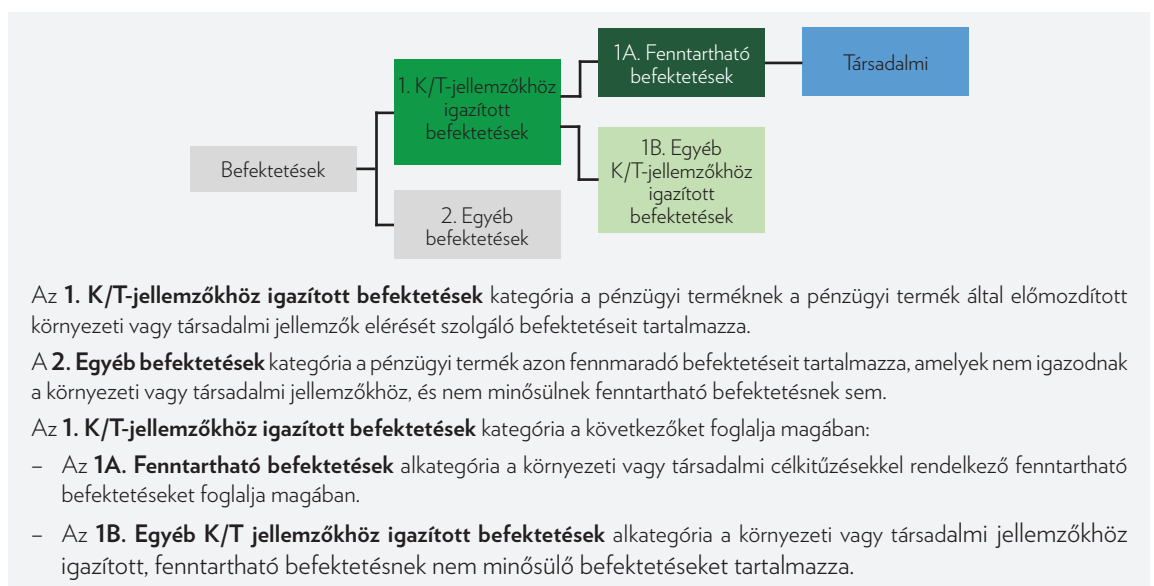 1A. Fenntartható
befektetések
Társadalmi
1. K/T-jellemzőkhöz
igazított
befektetések
1B. Egyéb
K/T-jellemzőkhöz
igazított
befektetések
Befektetések
2. Egyéb
befektetések
Az 1. K/T-jellemzőkhöz igazított befektetések kategória a pénzügyi terméknek a pénzügyi termék által előmozdított
környezeti vagy társadalmi jellemzők elérését szolgáló befektetéseit tartalmazza.
A 2. Egyéb befektetések kategória a pénzügyi termék azon fennmaradó befektetéseit tartalmazza, amelyek nem igazodnak
a környezeti vagy társadalmi jellemzőkhöz, és nem minősülnek fenntartható befektetésnek sem.
Az 1. K/T-jellemzőkhöz igazított befektetések kategória a következőket foglalja magában:
– Az 1A. Fenntartható befektetések alkategória a környezeti vagy társadalmi célkitűzésekkel rendelkező fenntartható
befektetéseket foglalja magában.
– Az 1B. Egyéb K/T jellemzőkhöz igazított befektetések alkategória a környezeti vagy társadalmi jellemzőkhöz
igazított, fenntartható befektetésnek nem minősülő befektetéseket tartalmazza.